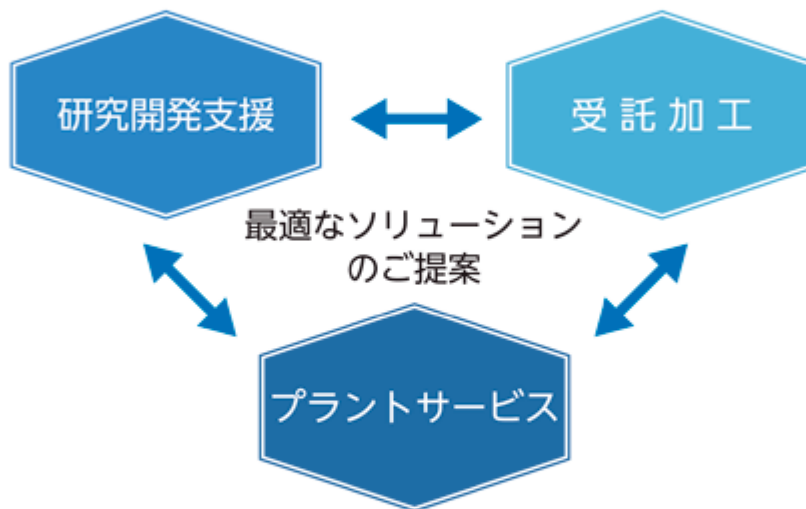 研究開発支援
受託加工
最適なソリューション
のご提案
プラントサービス